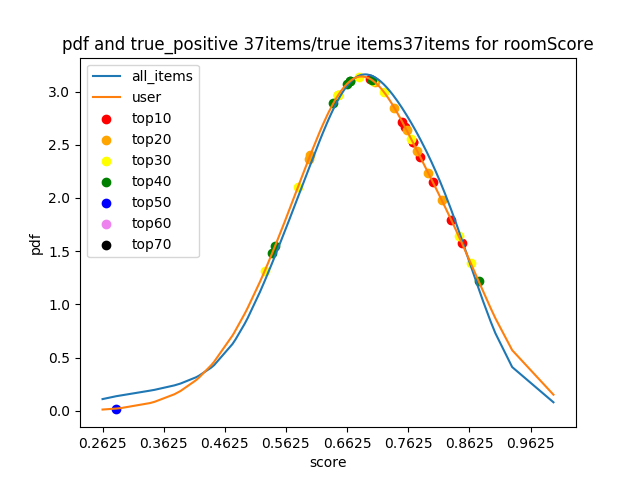 pdf and true_positive 37items/true items37items for roomScore
all_items
user
top10
top20
top30
top40
top50
top60
top70
pdf
3.0
2.5
2.0
1.5
1.0
0.5
0.0
0.2625 0.3625 0.4625 0.5625 0.6625 0.7625 0.8625 0.9625
score